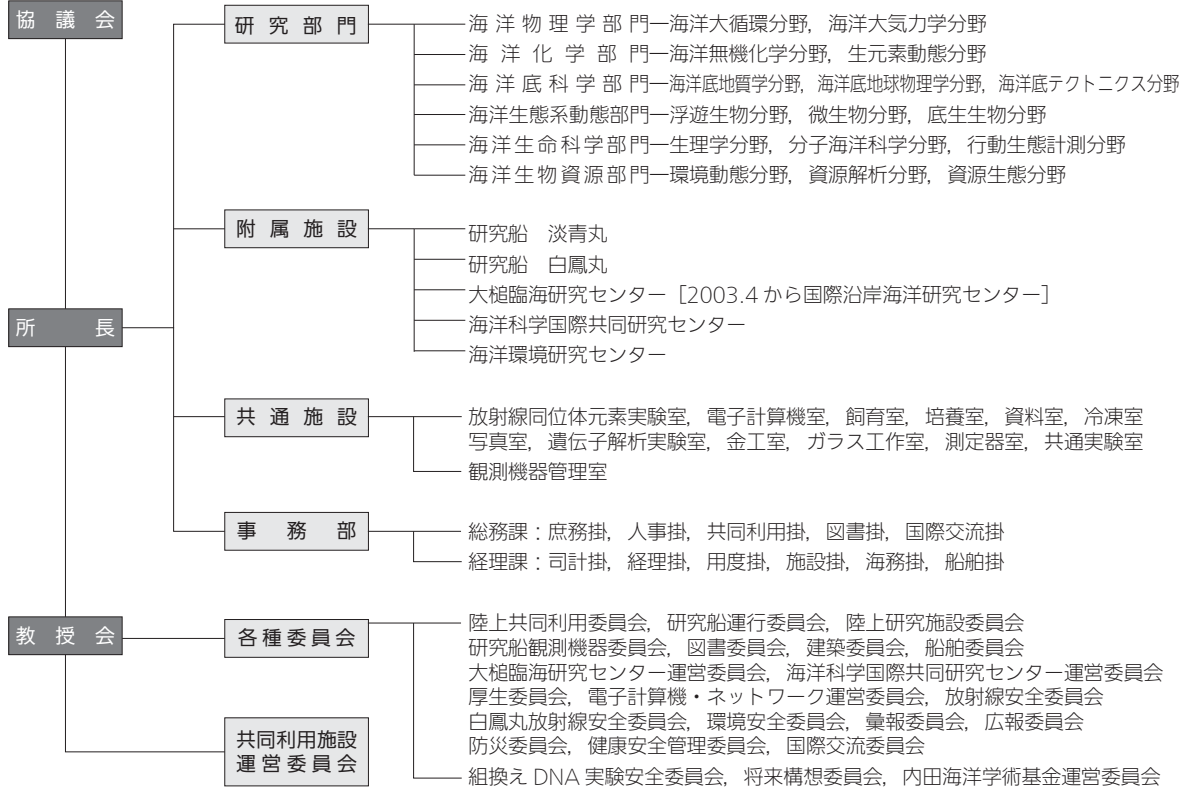 協議会
研究部門
海洋物理学部門―海洋大循環分野, 海洋大気力学分野
海洋化学部門―海洋無機化学分野, 生元素動態分野
海洋底科学部門―海洋底地質学分野, 海洋底地球物理学分野, 海洋底テクトニクス分野
海洋生態系動態部門―浮遊生物分野, 微生物分野, 底生生物分野
海洋生命科学部門―生理学分野, 分子海洋科学分野, 行動生態計測分野
海洋生物資源部門―環境動態分野, 資源解析分野, 資源生態分野
附属施設
研究船 淡青丸
研究船 白鳳丸
大槌臨海研究センター［2003.4 から国際沿岸海洋研究センター］
海洋科学国際共同研究センター
海洋環境研究センター
所長
共通施設
放射線同位体元素実験室, 電子計算機室, 飼育室, 培養室, 資料室, 冷凍室
写真室, 遺伝子解析実験室, 金工室, ガラス工作室, 測定器室, 共通実験室
観測機器管理室
事務部
総務課：庶務掛, 人事掛, 共同利用掛, 図書掛, 国際交流掛
経理課：司計掛, 経理掛, 用度掛, 施設掛, 海務掛, 船舶掛
教授会
各種委員会
陸上共同利用委員会, 研究船運行委員会, 陸上研究施設委員会
研究船観測機器委員会, 図書委員会, 建築委員会, 船舶委員会
大槌臨海研究センター運営委員会, 海洋科学国際共同研究センター運営委員会
厚生委員会, 電子計算機・ネットワーク運営委員会, 放射線安全委員会
白鳳丸放射線安全委員会, 環境安全委員会, 彙報委員会, 広報委員会
防災委員会, 健康安全管理委員会, 国際交流委員会
組換え DNA 実験安全委員会, 将来構想委員会, 内田海洋学術基金運営委員会
共同利用施設
運営委員会